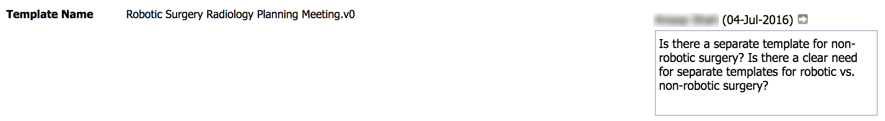 Template Name Robotic Surgery Radiology Planning Meeting.v0
(04-Jul-2016)
Is there a separate template for non-
robotic surgery? Is there a clear need
for separate templates for robotic vs.
non-robotic surgery?